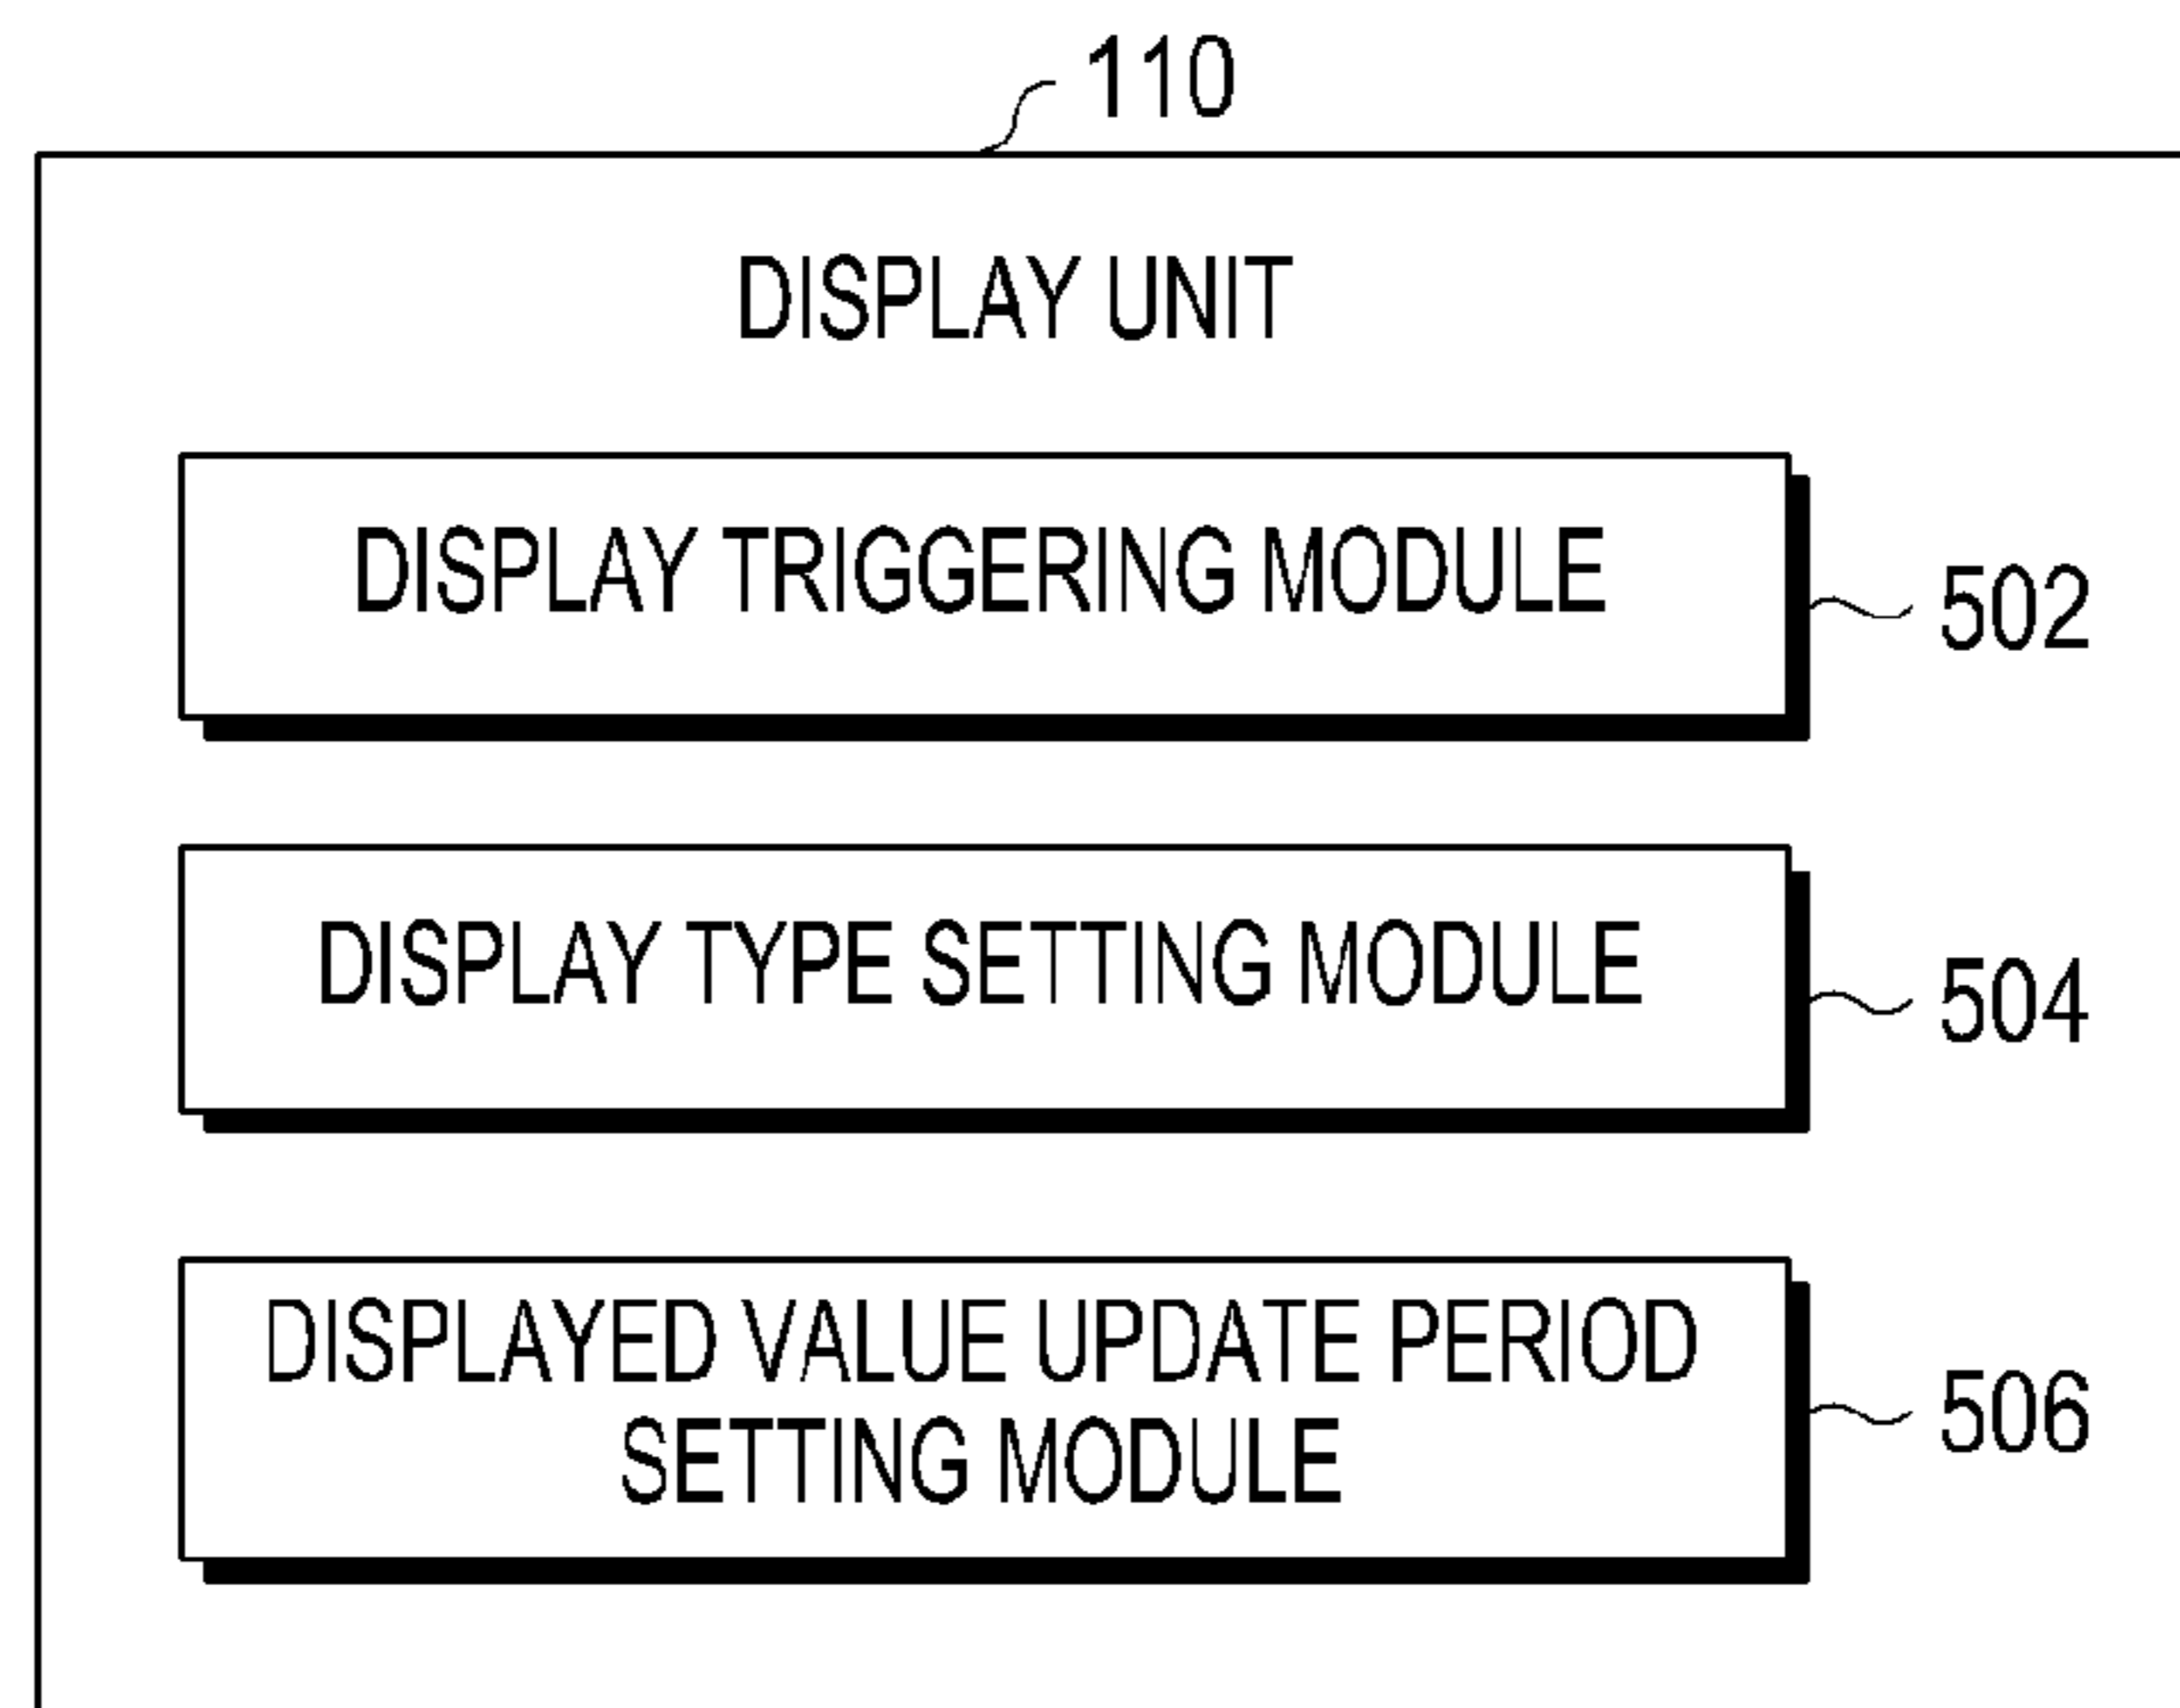 110
DISPLAY UNIT
DISPLAY TRIGGERING MODULE
502
DISPLAY TYPE SETTING MODULE
504
DISPLAYED VALUE UPDATE PERIOD
SETTING MODULE
506